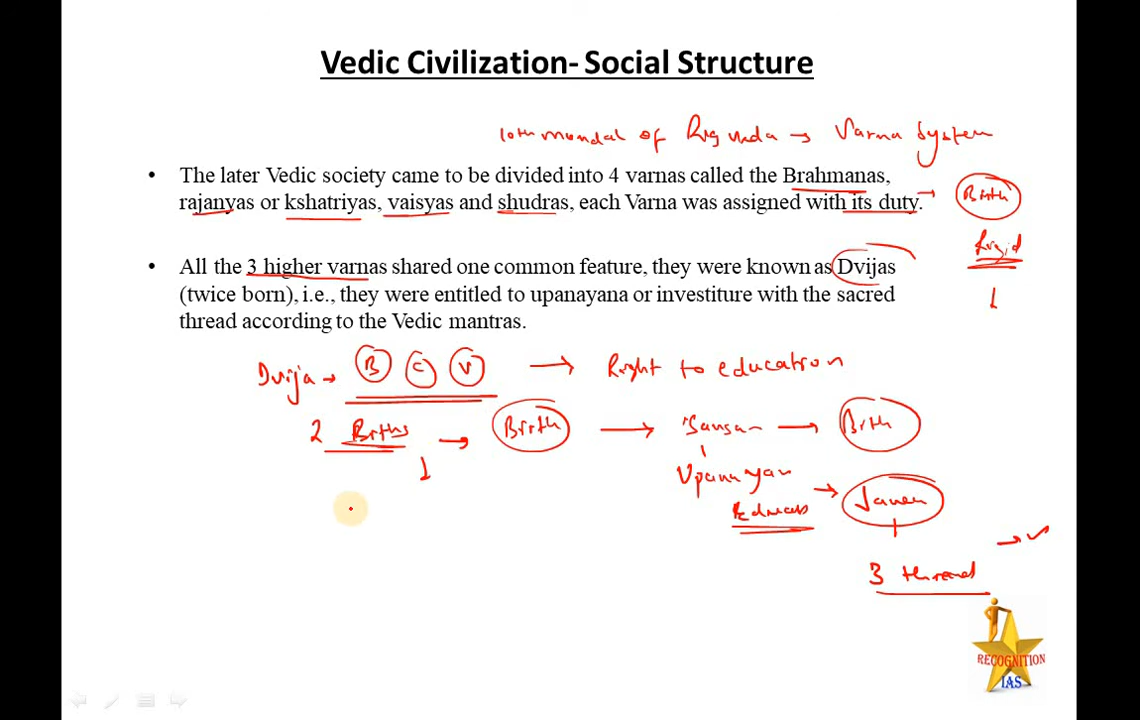 Vedic Civilization- Social Structure
10th mandal of Rig veda → Varna System
• The later Vedic society came to be divided into 4 varnas called the Brahmanas,
rajanyas or kshatriyas, vaisyas and shudras, each Varna was assigned with its duty. → Birth
Rigid
• All the 3 higher varnas shared one common feature, they were known as Dvijas
(twice born), i.e., they were entitled to upanayana or investiture with the sacred
thread according to the Vedic mantras.
Dvija → B C V → Right to education
2 Births → Birth → Sansar → Birth
Upanayan
→ Janeu
3 thread →
RECOGNITION
IAS